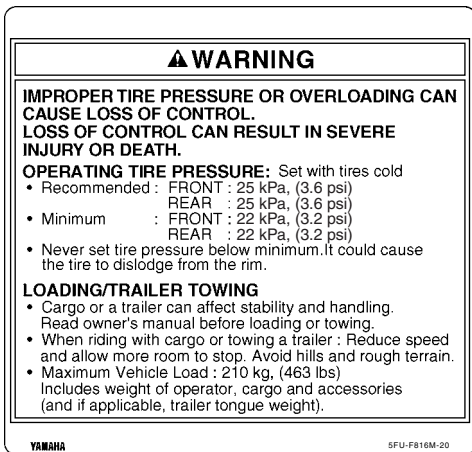 ⚠WARNING
IMPROPER TIRE PRESSURE OR OVERLOADING CAN
CAUSE LOSS OF CONTROL.
LOSS OF CONTROL CAN RESULT IN SEVERE
INJURY OR DEATH.
OPERATING TIRE PRESSURE: Set with tires cold
• Recommended : FRONT : 25 kPa, (3.6 psi)
REAR : 25 kPa, (3.6 psi)
• Minimum : FRONT : 22 kPa, (3.2 psi)
REAR : 22 kPa, (3.2 psi)
• Never set tire pressure below minimum.It could cause
the tire to dislodge from the rim.
LOADING/TRAILER TOWING
• Cargo or a trailer can affect stability and handling.
Read owner's manual before loading or towing.
• When riding with cargo or towing a trailer : Reduce speed
and allow more room to stop. Avoid hills and rough terrain.
• Maximum Vehicle Load : 210 kg, (463 lbs)
Includes weight of operator, cargo and accessories
(and if applicable, trailer tongue weight).
YAMAHA 5FU-F816M-20